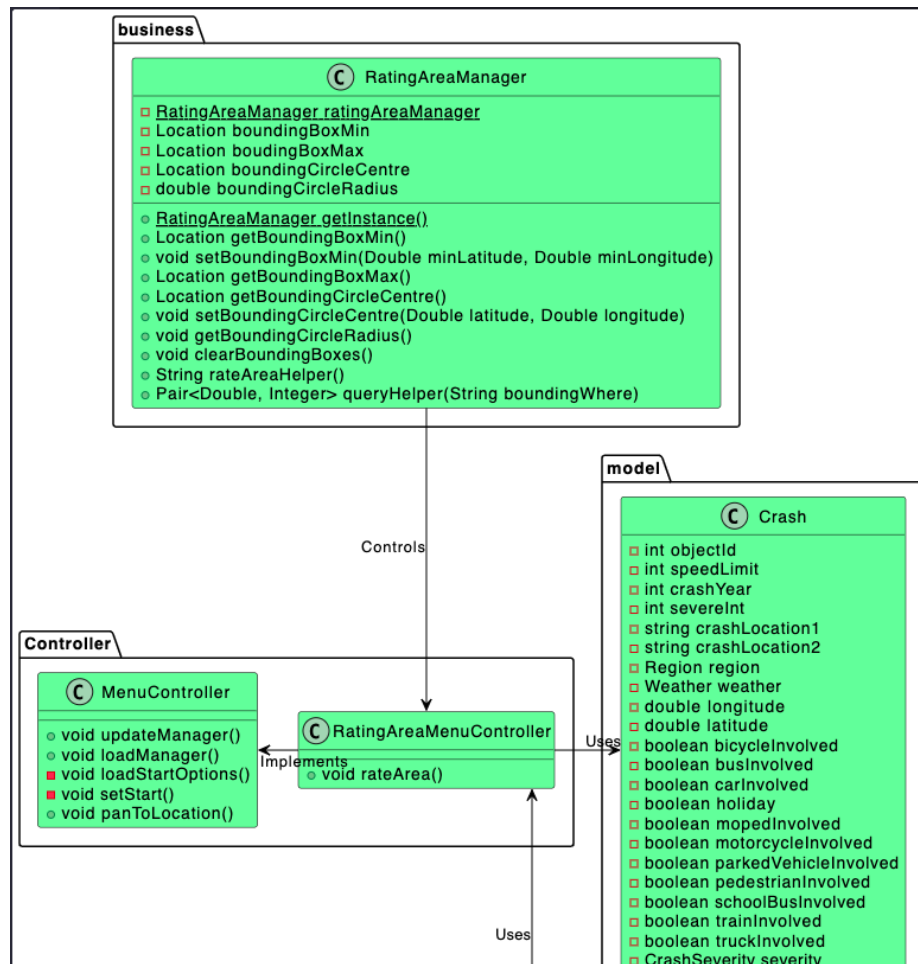 business
C RatingAreaManager
RatingAreaManager ratingAreaManager
Location boundingBoxMin
Location boudingBoxMax
Location boundingCircleCentre
double boundingCircleRadius
RatingAreaManager getInstance()
Location getBoundingBoxMin()
void setBoundingBoxMin(Double minLatitude, Double minLongitude)
Location getBoundingBoxMax()
Location getBoundingCircleCentre()
void setBoundingCircleCentre(Double latitude, Double longitude)
void getBoundingCircleRadius()
void clearBoundingBoxes()
String rateAreaHelper()
Pair<Double, Integer> queryHelper(String boundingWhere)
Controls
Controller
C MenuController
void updateManager()
void loadManager()
void loadStartOptions()
void setStart()
void panToLocation()
Implements
C RatingAreaMenuController
void rateArea()
Uses
Uses
model
C Crash
int objectId
int speedLimit
int crashYear
int severeInt
string crashLocation1
string crashLocation2
Region region
Weather weather
double longitude
double latitude
boolean bicycleInvolved
boolean busInvolved
boolean carInvolved
boolean holiday
boolean mopedInvolved
boolean motorcycleInvolved
boolean parkedVehicleInvolved
boolean pedestrianInvolved
boolean schoolBusInvolved
boolean trainInvolved
boolean truckInvolved
CrashSeverity severity